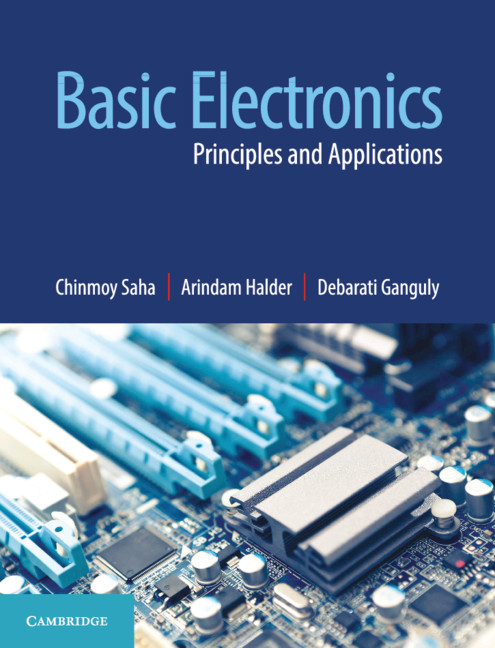 Basic Electronics
Principles and Applications
Chinmoy Saha | Arindam Halder | Debarati Ganguly
CAMBRIDGE